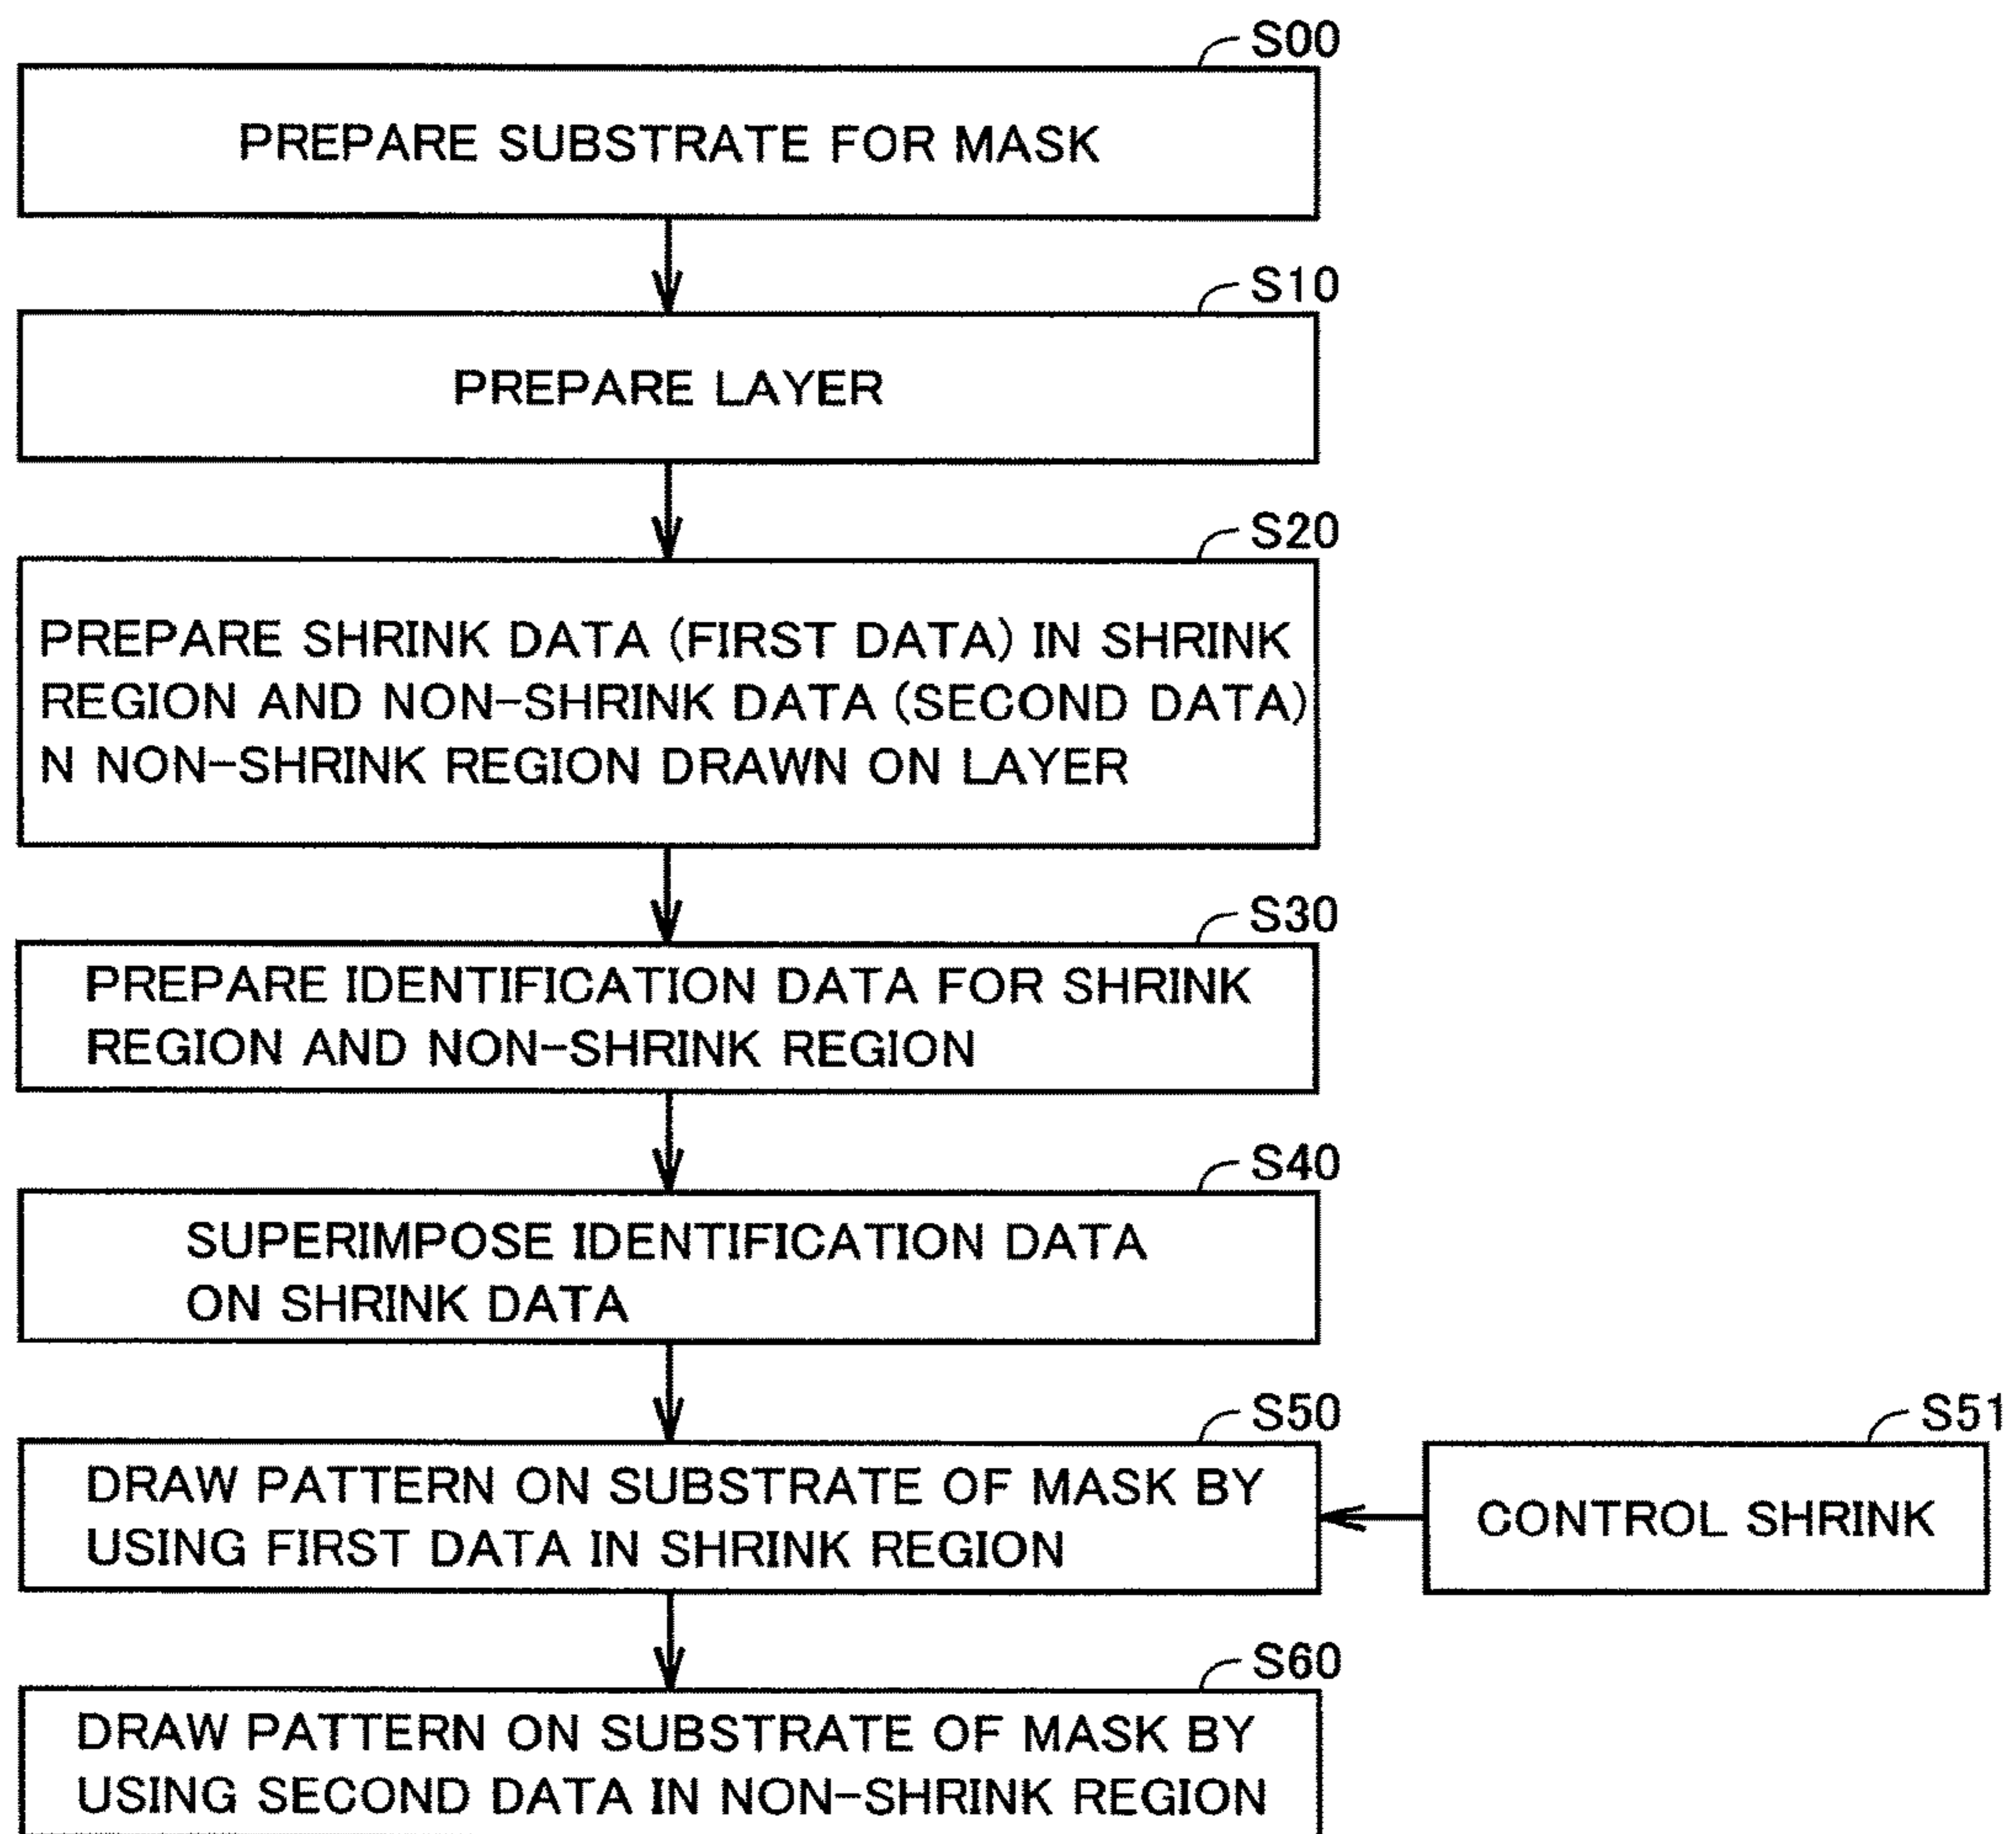 S00
PREPARE SUBSTRATE FOR MASK
S10
PREPARE LAYER
S20
PREPARE SHRINK DATA (FIRST DATA) IN SHRINK
REGION AND NON-SHRINK DATA (SECOND DATA)
N NON-SHRINK REGION DRAWN ON LAYER
S30
PREPARE IDENTIFICATION DATA FOR SHRINK
REGION AND NON-SHRINK REGION
S40
SUPERIMPOSE IDENTIFICATION DATA
ON SHRINK DATA
S50
DRAW PATTERN ON SUBSTRATE OF MASK BY
USING FIRST DATA IN SHRINK REGION
S51
CONTROL SHRINK
S60
DRAW PATTERN ON SUBSTRATE OF MASK BY
USING SECOND DATA IN NON-SHRINK REGION